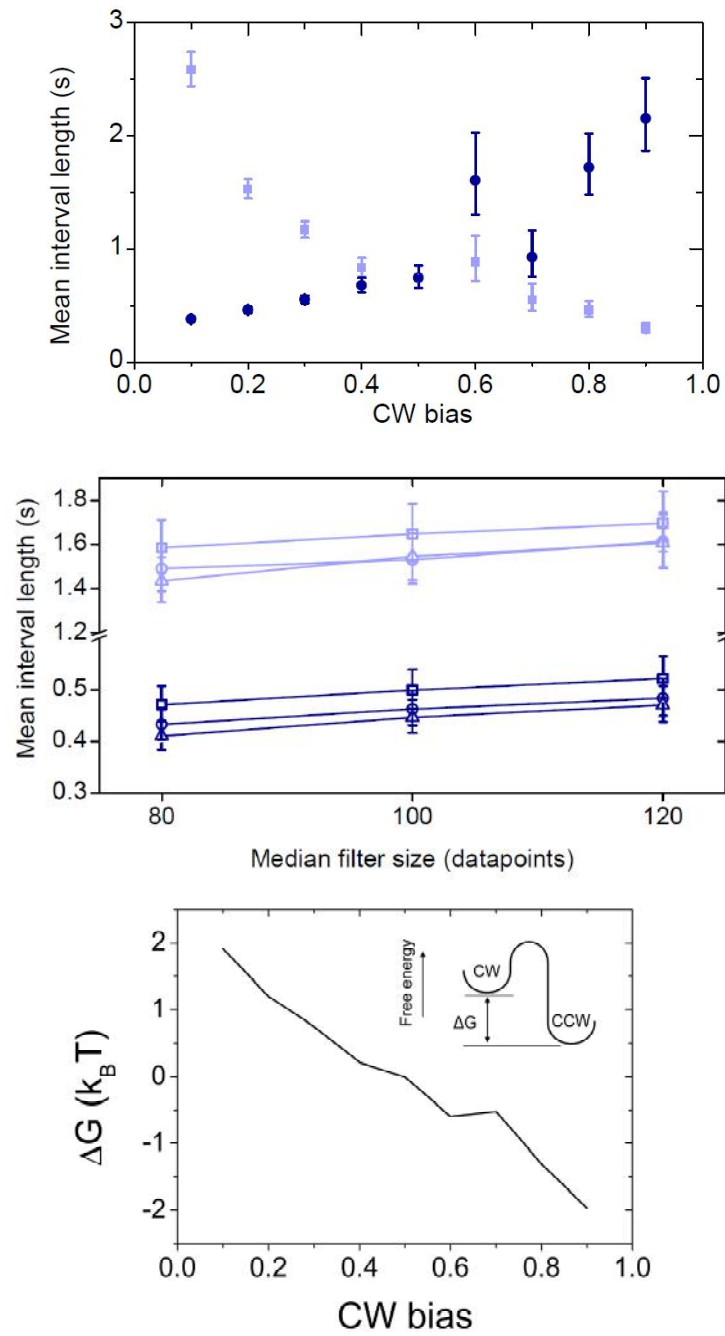 Mean interval length (s)
3
2
1
0
0.0 0.2 0.4 0.6 0.8 1.0
CW bias
Mean interval length (s)
1.8
1.6
1.4
1.2
0.5
0.4
0.3
80 100 120
Median filter size (datapoints)
ΔG (k_BT)
2
1
0
-1
-2
Free energy
CW
ΔG
CCW
0.0 0.2 0.4 0.6 0.8 1.0
CW bias